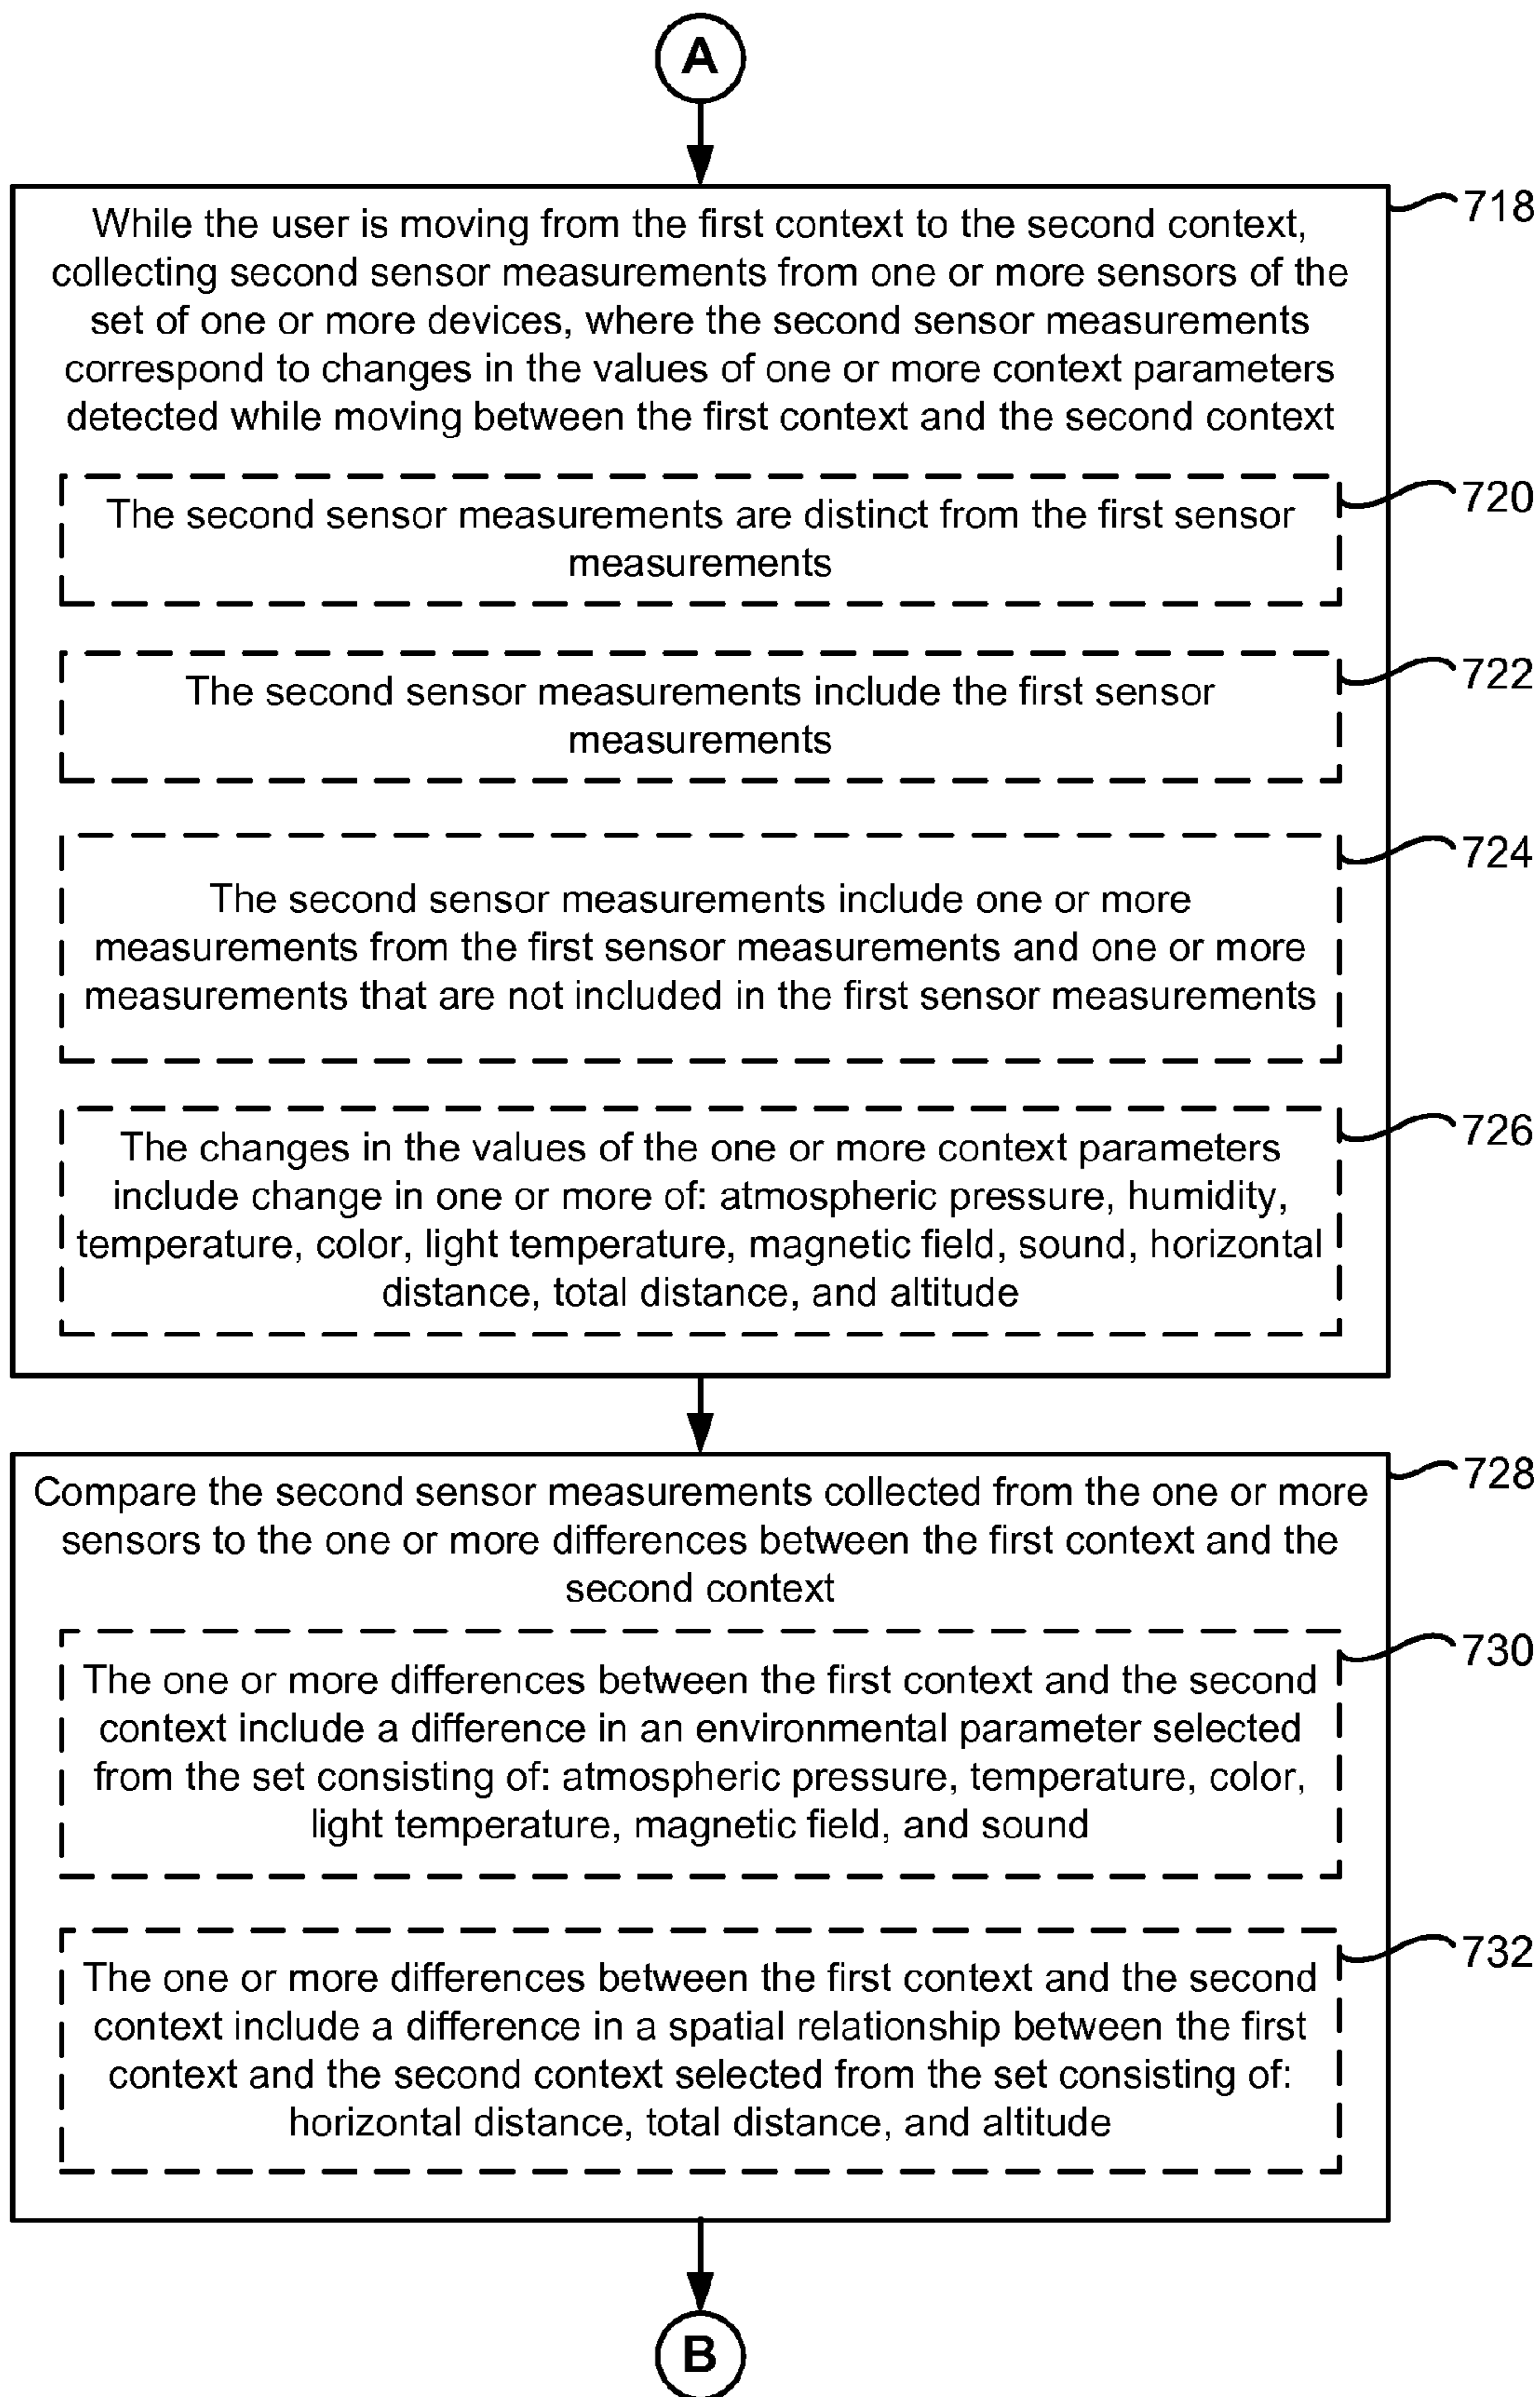 A
While the user is moving from the first context to the second context,
collecting second sensor measurements from one or more sensors of the
set of one or more devices, where the second sensor measurements
correspond to changes in the values of one or more context parameters
detected while moving between the first context and the second context
718
The second sensor measurements are distinct from the first sensor
measurements
720
The second sensor measurements include the first sensor
measurements
722
The second sensor measurements include one or more
measurements from the first sensor measurements and one or more
measurements that are not included in the first sensor measurements
724
The changes in the values of the one or more context parameters
include change in one or more of: atmospheric pressure, humidity,
temperature, color, light temperature, magnetic field, sound, horizontal
distance, total distance, and altitude
726
Compare the second sensor measurements collected from the one or more
sensors to the one or more differences between the first context and the
second context
728
The one or more differences between the first context and the second
context include a difference in an environmental parameter selected
from the set consisting of: atmospheric pressure, temperature, color,
light temperature, magnetic field, and sound
730
The one or more differences between the first context and the second
context include a difference in a spatial relationship between the first
context and the second context selected from the set consisting of:
horizontal distance, total distance, and altitude
732
B